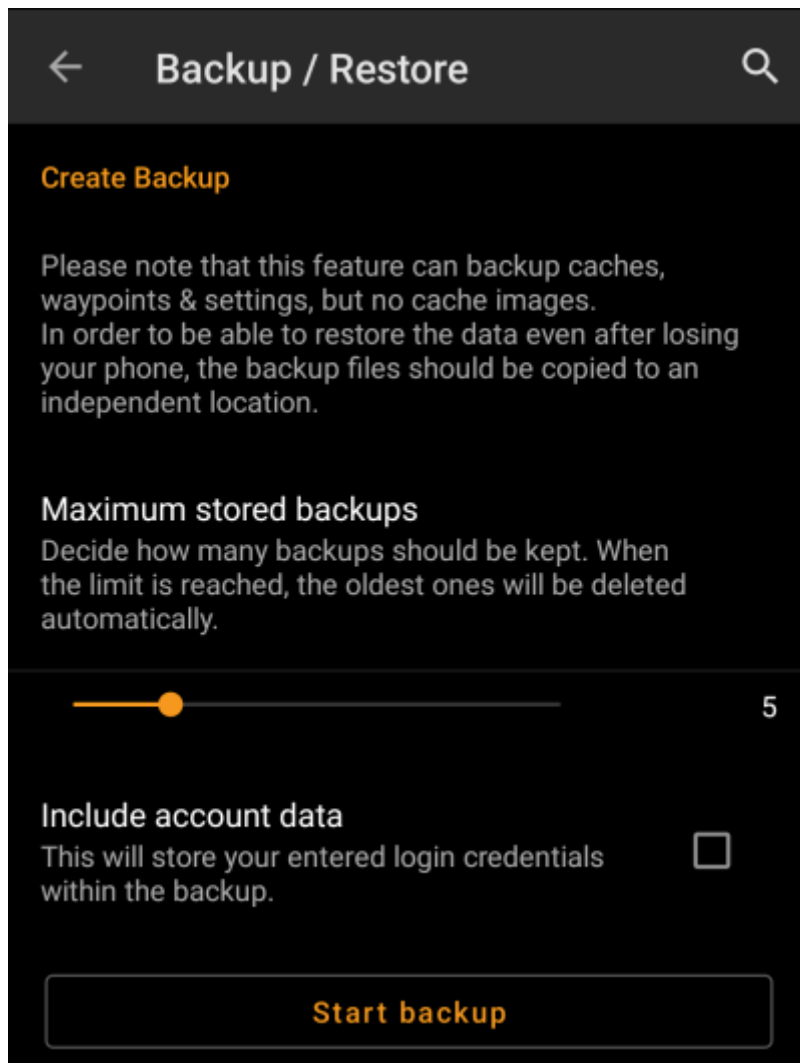 Backup / Restore
Create Backup
Please note that this feature can backup caches,
waypoints & settings, but no cache images.
In order to be able to restore the data even after losing
your phone, the backup files should be copied to an
independent location.
Maximum stored backups
Decide how many backups should be kept. When
the limit is reached, the oldest ones will be deleted
automatically.
5
Include account data
This will store your entered login credentials
within the backup.
Start backup